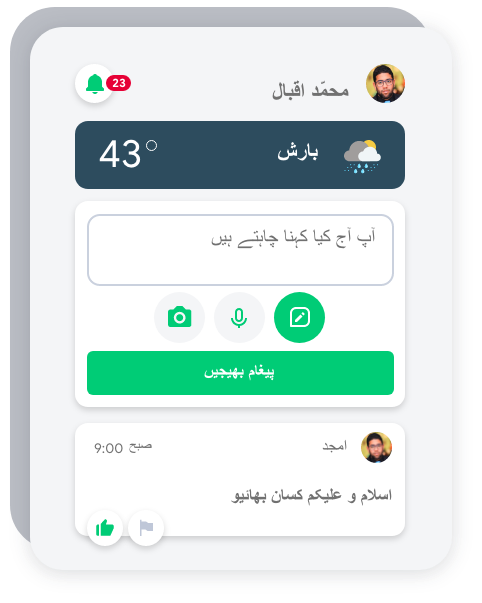 محمّد اقبال
23
بارش
43°
آپ آج کیا کہنا چاہتے ہیں
پیغام بھیجیں
امجد
صبح 9:00
اسلام و علیکم کسان بھائیو